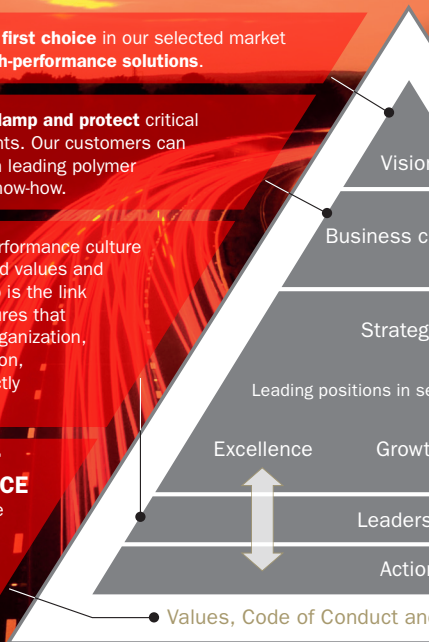 first choice in our selected market
h-performance solutions.
lamp and protect critical
nts. Our customers can
leading polymer
now-how.
erformance culture
d values and
is the link
ures that
ganization,
on,
ctly
CE
Vision
Business c
Strateg
Leading positions in se
Excellence Growt
Leaders
Action
Values, Code of Conduct and